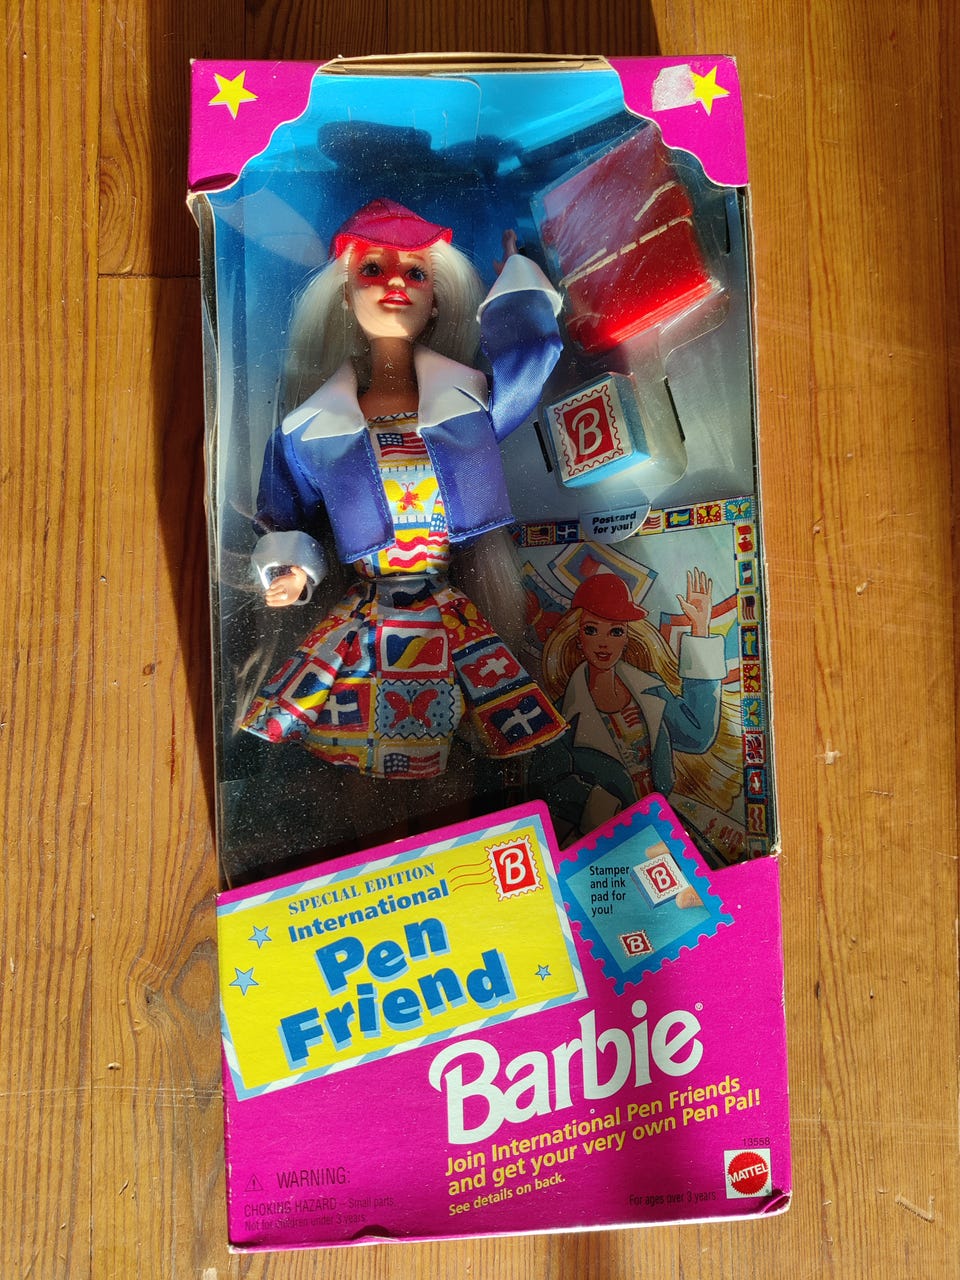 B
Postcard
for you!
SPECIAL EDITION
International
Pen
Friend
B
Stamper
and ink
pad for
you!
B
B
Barbie®
Join International Pen Friends
and get your very own Pen Pal!
See details on back.
⚠ WARNING:
CHOKING HAZARD – Small parts.
Not for children under 3 years.
For ages over 3 years.
13558
MATTEL